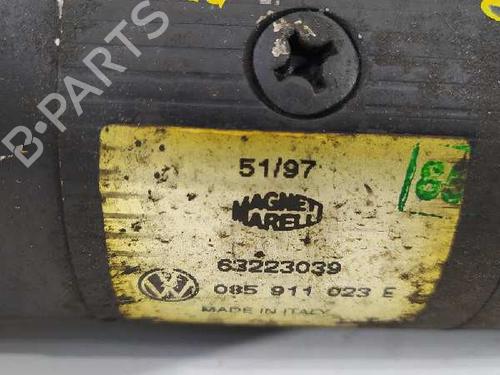 B-PARTS
51/97
MAGNETI
MARELLI
63223039
085 911 023 E
MADE IN ITALY